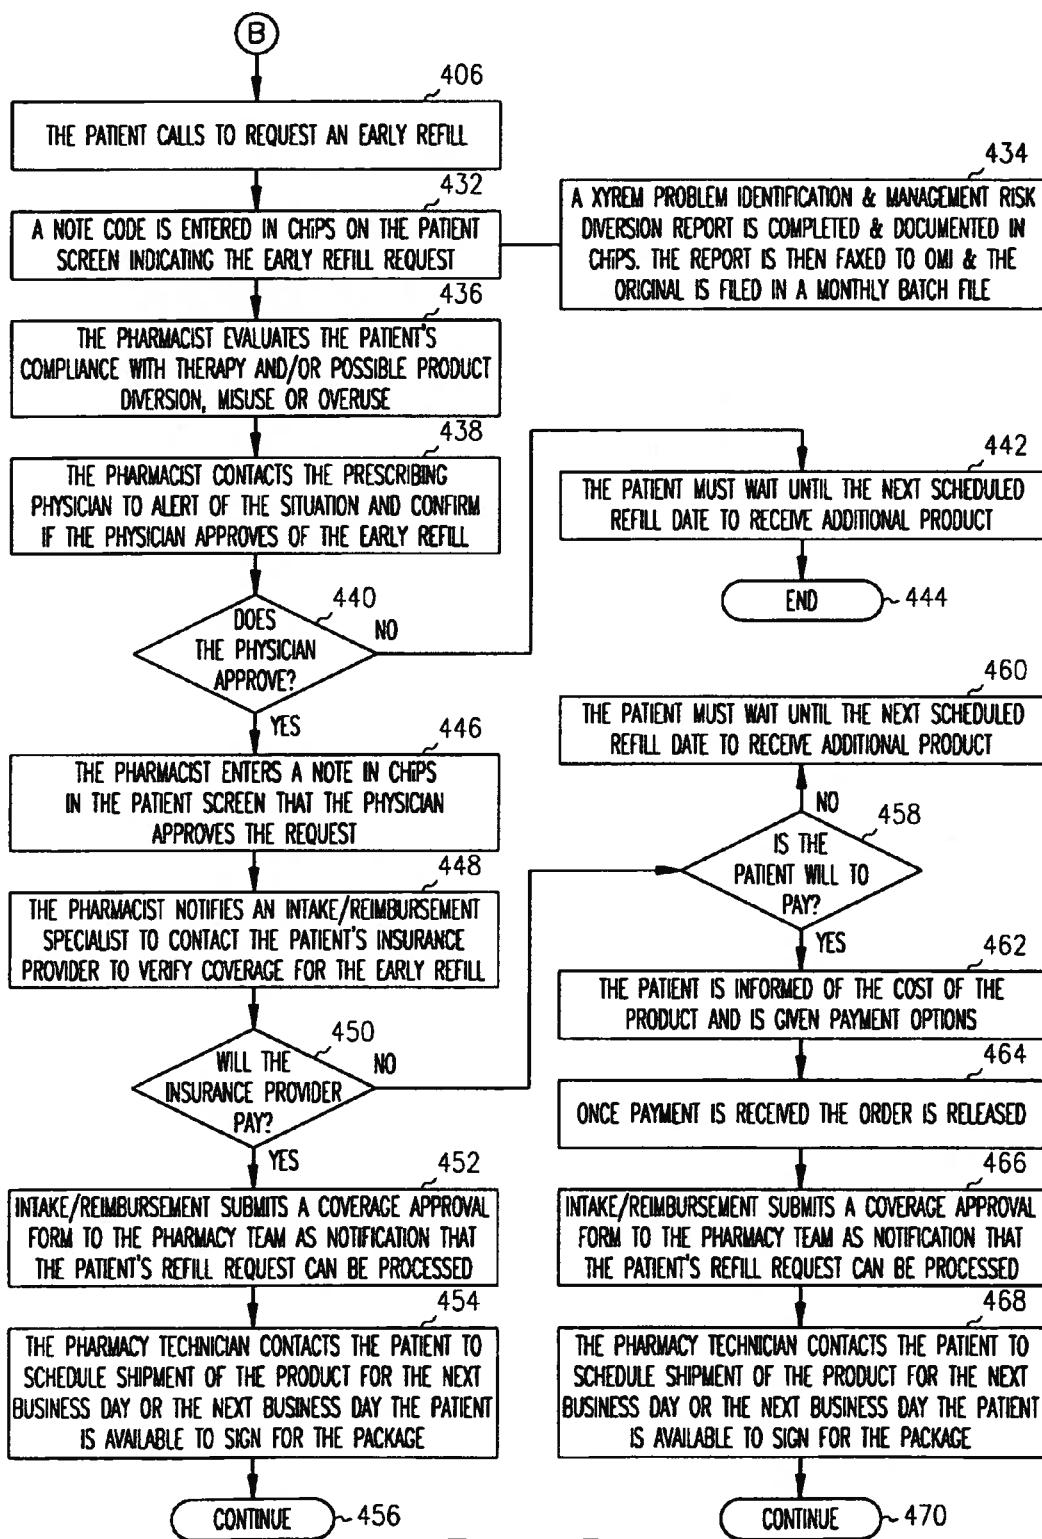 B
406
THE PATIENT CALLS TO REQUEST AN EARLY REFILL
432
A NOTE CODE IS ENTERED IN CHiPS ON THE PATIENT
SCREEN INDICATING THE EARLY REFILL REQUEST
434
A XYREM PROBLEM IDENTIFICATION & MANAGEMENT RISK
DIVERSION REPORT IS COMPLETED & DOCUMENTED IN
CHiPS. THE REPORT IS THEN FAXED TO OMI & THE
ORIGINAL IS FILED IN A MONTHLY BATCH FILE
436
THE PHARMACIST EVALUATES THE PATIENT'S
COMPLIANCE WITH THERAPY AND/OR POSSIBLE PRODUCT
DIVERSION, MISUSE OR OVERUSE
438
THE PHARMACIST CONTACTS THE PRESCRIBING
PHYSICIAN TO ALERT OF THE SITUATION AND CONFIRM
IF THE PHYSICIAN APPROVES OF THE EARLY REFILL
440
DOES
THE PHYSICIAN
APPROVE?
NO
YES
442
THE PATIENT MUST WAIT UNTIL THE NEXT SCHEDULED
REFILL DATE TO RECEIVE ADDITIONAL PRODUCT
END
444
446
THE PHARMACIST ENTERS A NOTE IN CHiPS
IN THE PATIENT SCREEN THAT THE PHYSICIAN
APPROVES THE REQUEST
448
THE PHARMACIST NOTIFIES AN INTAKE/REIMBURSEMENT
SPECIALIST TO CONTACT THE PATIENT'S INSURANCE
PROVIDER TO VERIFY COVERAGE FOR THE EARLY REFILL
450
WILL THE
INSURANCE PROVIDER
PAY?
NO
YES
452
INTAKE/REIMBURSEMENT SUBMITS A COVERAGE APPROVAL
FORM TO THE PHARMACY TEAM AS NOTIFICATION THAT
THE PATIENT'S REFILL REQUEST CAN BE PROCESSED
454
THE PHARMACY TECHNICIAN CONTACTS THE PATIENT TO
SCHEDULE SHIPMENT OF THE PRODUCT FOR THE NEXT
BUSINESS DAY OR THE NEXT BUSINESS DAY THE PATIENT
IS AVAILABLE TO SIGN FOR THE PACKAGE
CONTINUE
456
460
THE PATIENT MUST WAIT UNTIL THE NEXT SCHEDULED
REFILL DATE TO RECEIVE ADDITIONAL PRODUCT
NO
458
IS THE
PATIENT WILL TO
PAY?
YES
462
THE PATIENT IS INFORMED OF THE COST OF THE
PRODUCT AND IS GIVEN PAYMENT OPTIONS
464
ONCE PAYMENT IS RECEIVED THE ORDER IS RELEASED
466
INTAKE/REIMBURSEMENT SUBMITS A COVERAGE APPROVAL
FORM TO THE PHARMACY TEAM AS NOTIFICATION THAT
THE PATIENT'S REFILL REQUEST CAN BE PROCESSED
468
THE PHARMACY TECHNICIAN CONTACTS THE PATIENT TO
SCHEDULE SHIPMENT OF THE PRODUCT FOR THE NEXT
BUSINESS DAY OR THE NEXT BUSINESS DAY THE PATIENT
IS AVAILABLE TO SIGN FOR THE PACKAGE
CONTINUE
470